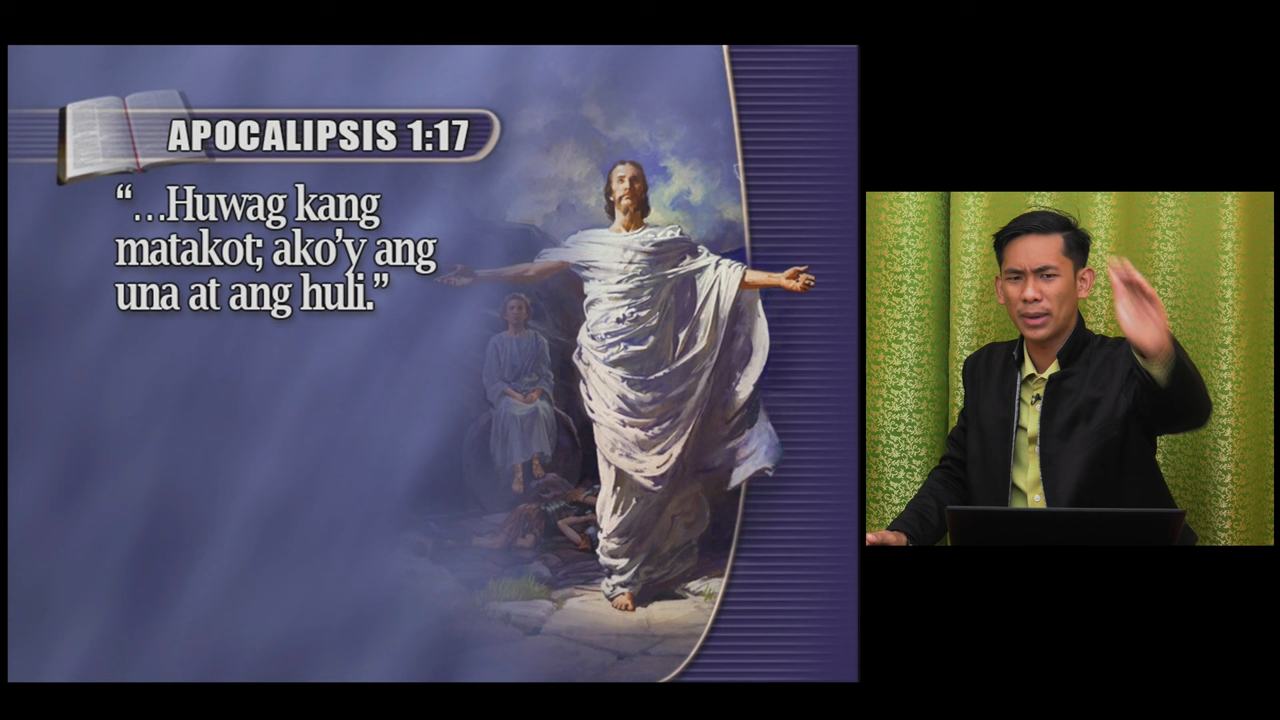 APOCALIPSIS 1:17
“…Huwag kang
matakot; ako’y ang
una at ang huli.”